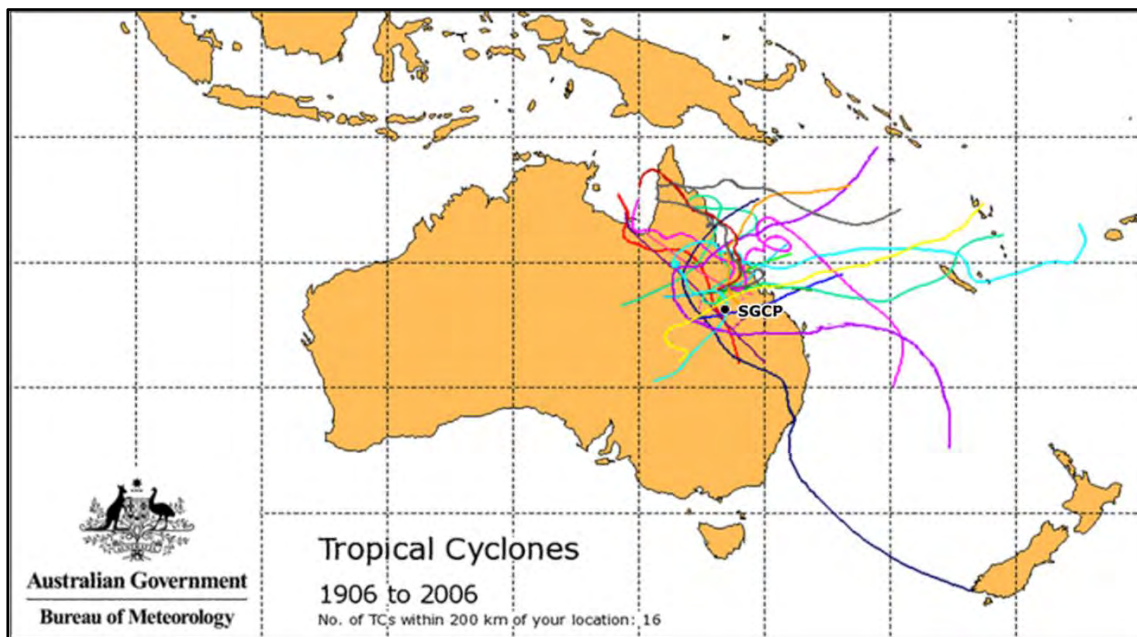 SGCP
Tropical Cyclones
1906 to 2006
No. of TCs within 200 km of your location: 16
Australian Government
Bureau of Meteorology